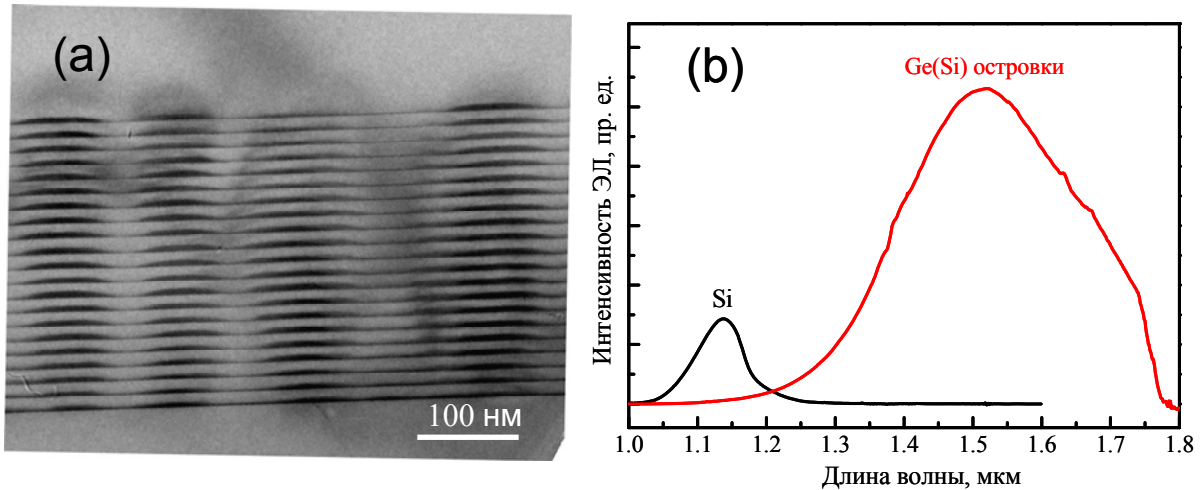 (a)
100 нм
(b)
Ge(Si) островки
Si
Интенсивность ЭЛ, пр. ед.
1.0 1.1 1.2 1.3 1.4 1.5 1.6 1.7 1.8
Длина волны, мкм